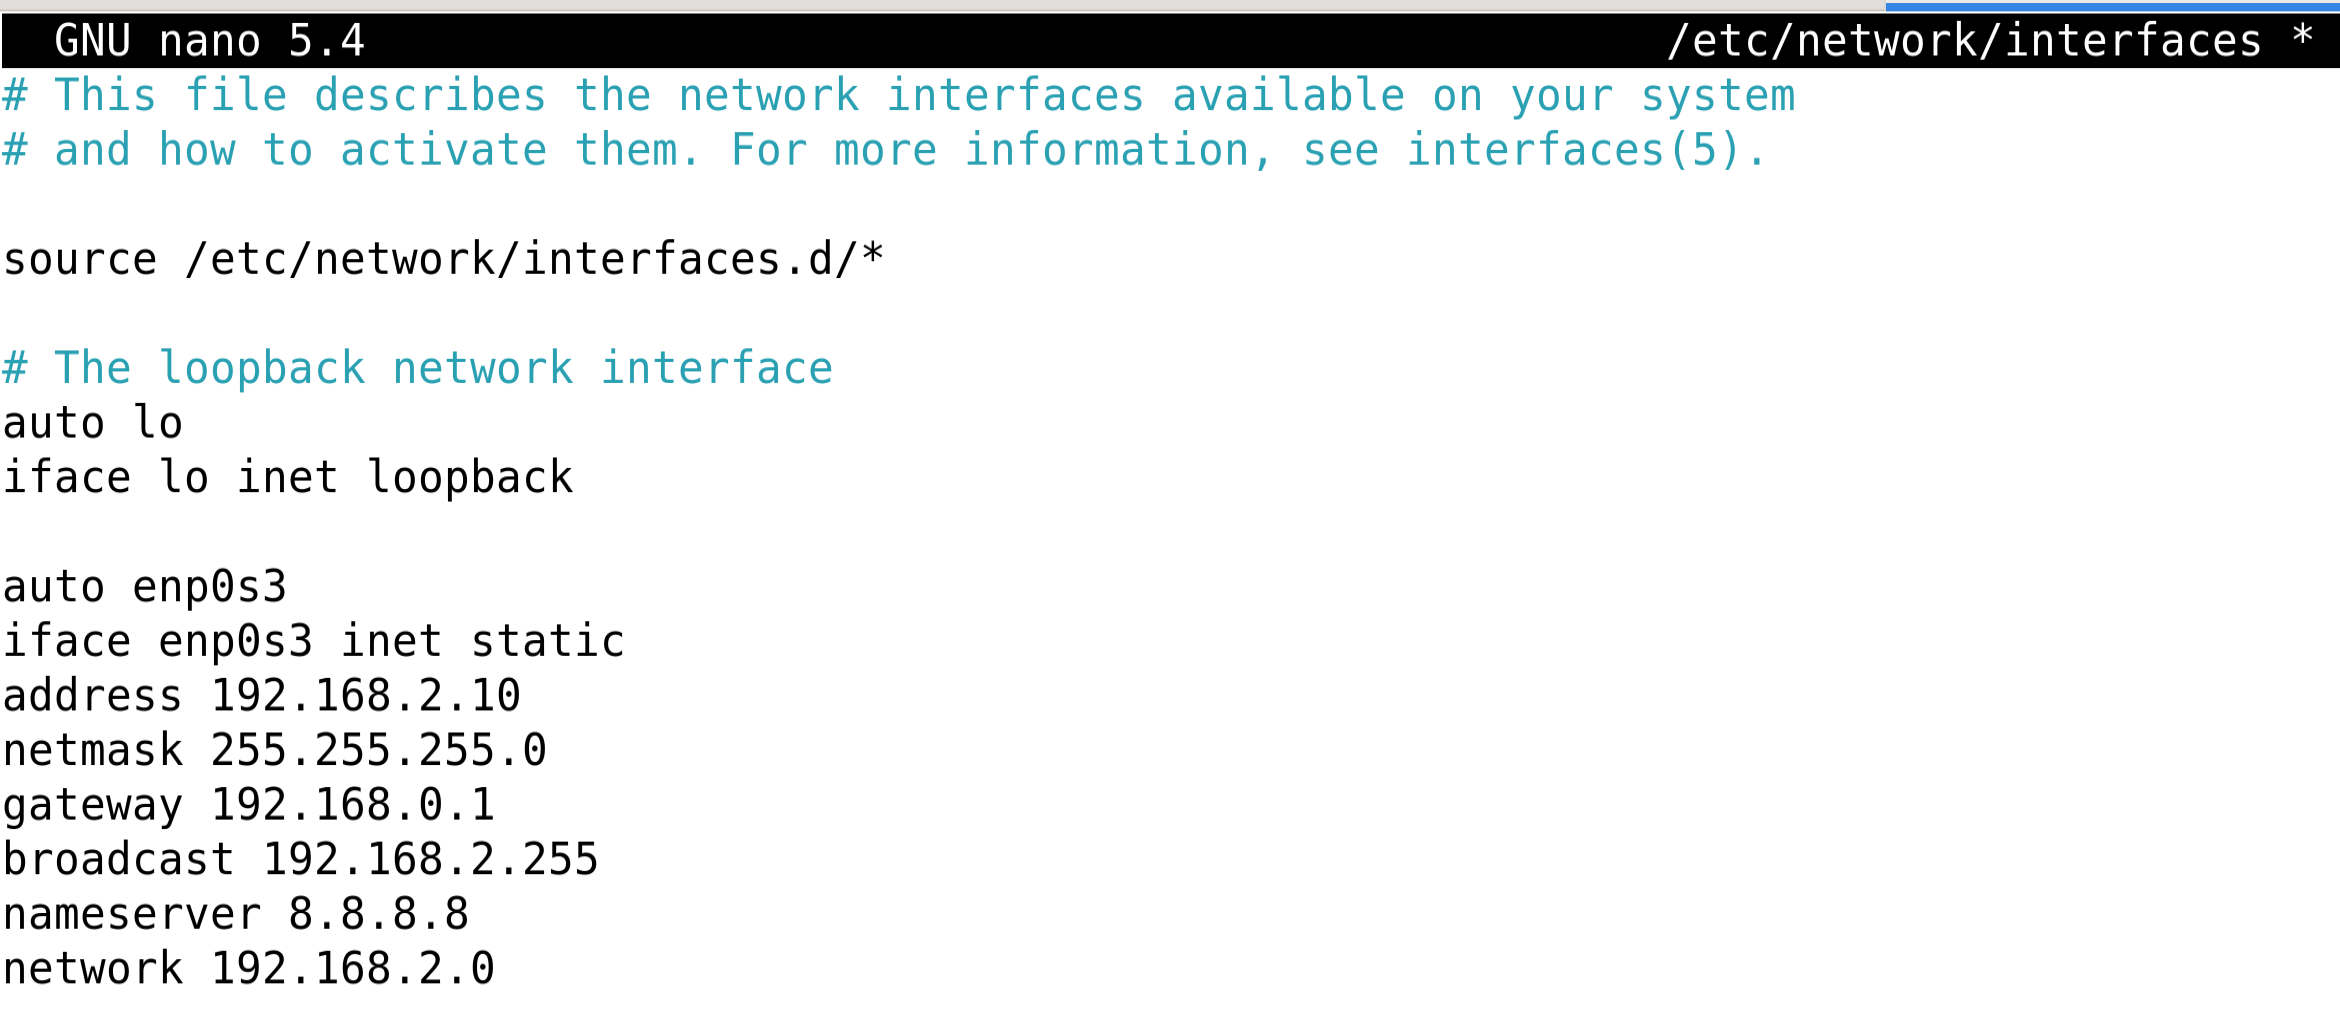 GNU nano 5.4 /etc/network/interfaces *
# This file describes the network interfaces available on your system
# and how to activate them. For more information, see interfaces(5).
source /etc/network/interfaces.d/*
# The loopback network interface
auto lo
iface lo inet loopback
auto enp0s3
iface enp0s3 inet static
address 192.168.2.10
netmask 255.255.255.0
gateway 192.168.0.1
broadcast 192.168.2.255
nameserver 8.8.8.8
network 192.168.2.0